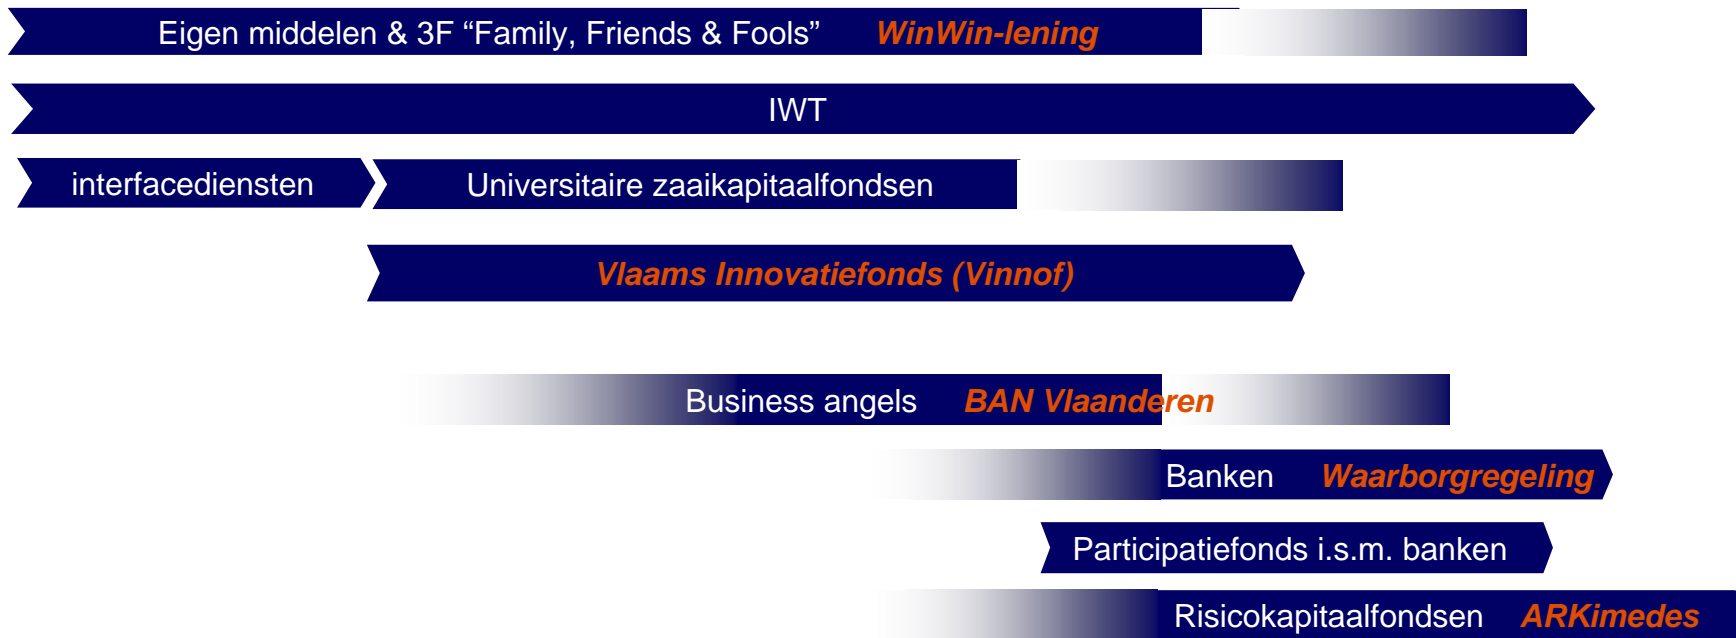 Eigen middelen & 3F “Family, Friends & Fools” WinWin-lening
IWT
interfacediensten Universitaire zaaikapitaalfondsen
Vlaams Innovatiefonds (Vinnof)
Business angels BAN Vlaanderen
Banken Waarborgregeling
Participatiefonds i.s.m. banken
Risicokapitaalfondsen ARKimedes